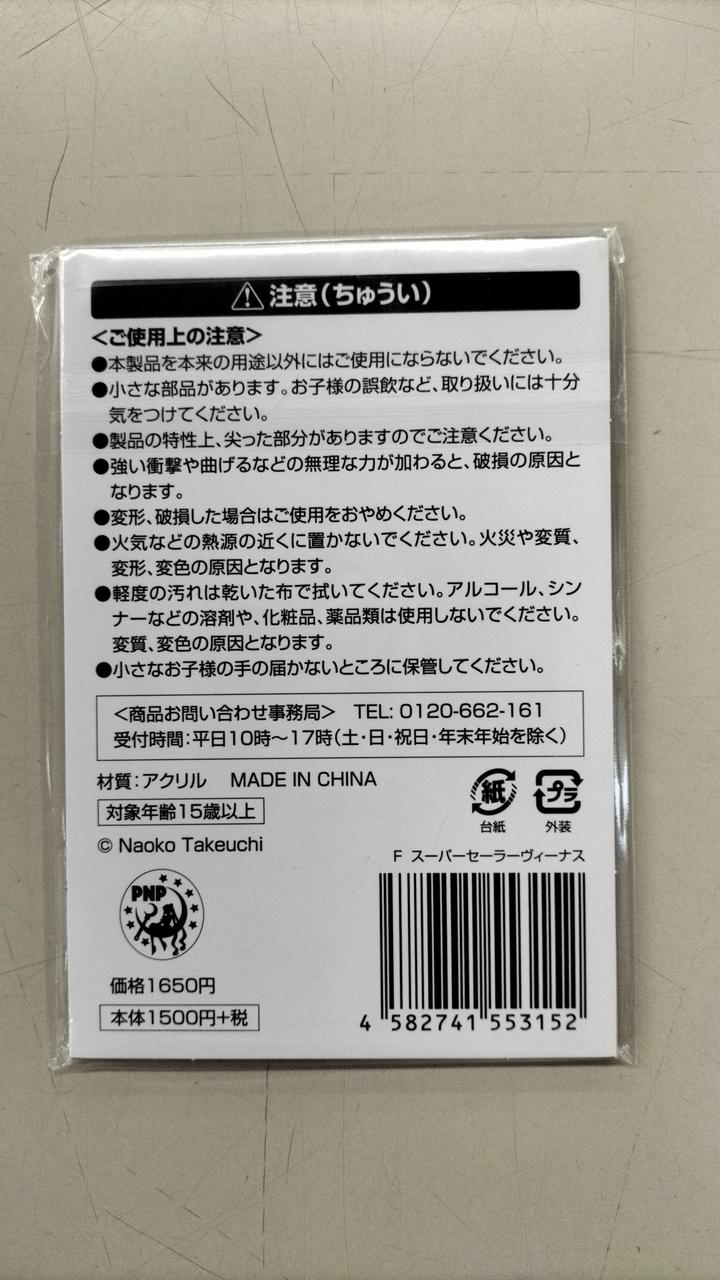 注意(ちゅうい)
<ご使用上の注意>
●本製品を本来の用途以外にはご使用にならないでください。
●小さな部品があります。お子様の誤飲など、取り扱いには十分
気をつけてください。
●製品の特性上、尖った部分がありますのでご注意ください。
●強い衝撃や曲げるなどの無理な力が加わると、破損の原因と
なります。
●変形、破損した場合はご使用をおやめください。
●火気などの熱源の近くに置かないでください。火災や変質、
変形、変色の原因となります。
●軽度の汚れは乾いた布で拭いてください。アルコール、シン
ナーなどの溶剤や、化粧品、薬品類は使用しないでください。
変質、変色の原因となります。
●小さなお子様の手の届かないところに保管してください。
<商品お問い合わせ事務局> TEL: 0120-662-161
受付時間:平日10時~17時(土・日・祝日・年末年始を除く)
材質:アクリル MADE IN CHINA
対象年齢15歳以上
紙 プラ
台紙 外装
© Naoko Takeuchi
F スーパーセーラーヴィーナス
PNP
価格1650円
本体1500円+税
4 582741 553152